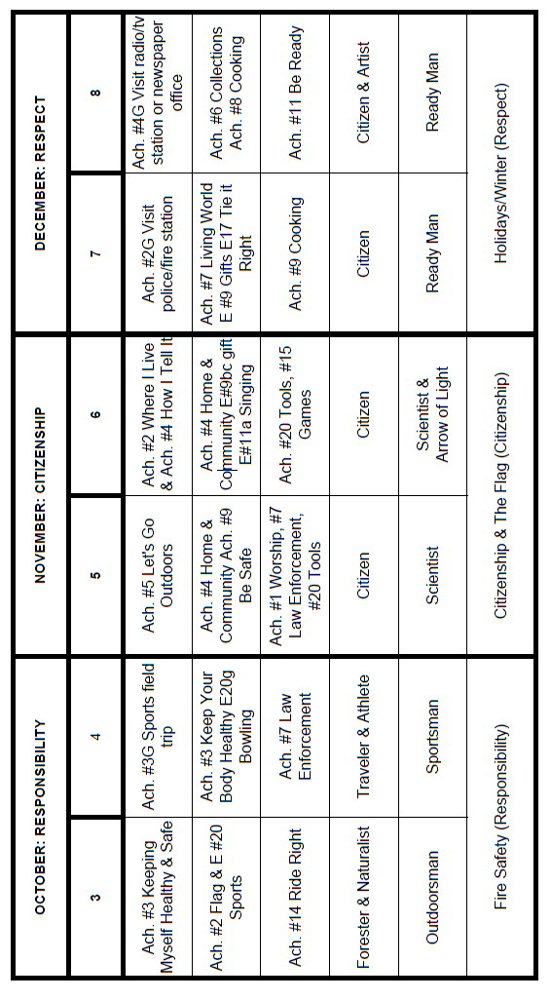 OCTOBER: RESPONSIBILITY
NOVEMBER: CITIZENSHIP
DECEMBER: RESPECT
3
4
5
6
7
8
Ach. #3 Keeping
Myself Healthy & Safe
Ach. #3G Sports field
trip
Ach. #5 Let's Go
Outdoors
Ach. #2 Where I Live
& Ach. #4 How I Tell It
Ach. #2G Visit
police/fire station
Ach. #4G Visit radio/tv
station or newspaper
office
Ach. #2 Flag & E #20
Sports
Ach. #3 Keep Your
Body Healthy E20g
Bowling
Ach. #4 Home &
Community Ach. #9
Be Safe
Ach. #4 Home &
Community E#9bc gift
E#11a Singing
Ach. #7 Living World
E #9 Gifts E17 Tie it
Right
Ach. #6 Collections
Ach. #8 Cooking
Ach. #14 Ride Right
Ach. #7 Law
Enforcement
Ach. #1 Worship, #7
Law Enforcement,
#20 Tools
Ach. #20 Tools, #15
Games
Ach. #9 Cooking
Ach. #11 Be Ready
Forester & Naturalist
Traveler & Athlete
Citizen
Citizen
Citizen
Citizen & Artist
Outdoorsman
Sportsman
Scientist
Scientist &
Arrow of Light
Ready Man
Ready Man
Fire Safety (Responsibility)
Citizenship & The Flag (Citizenship)
Holidays/Winter (Respect)